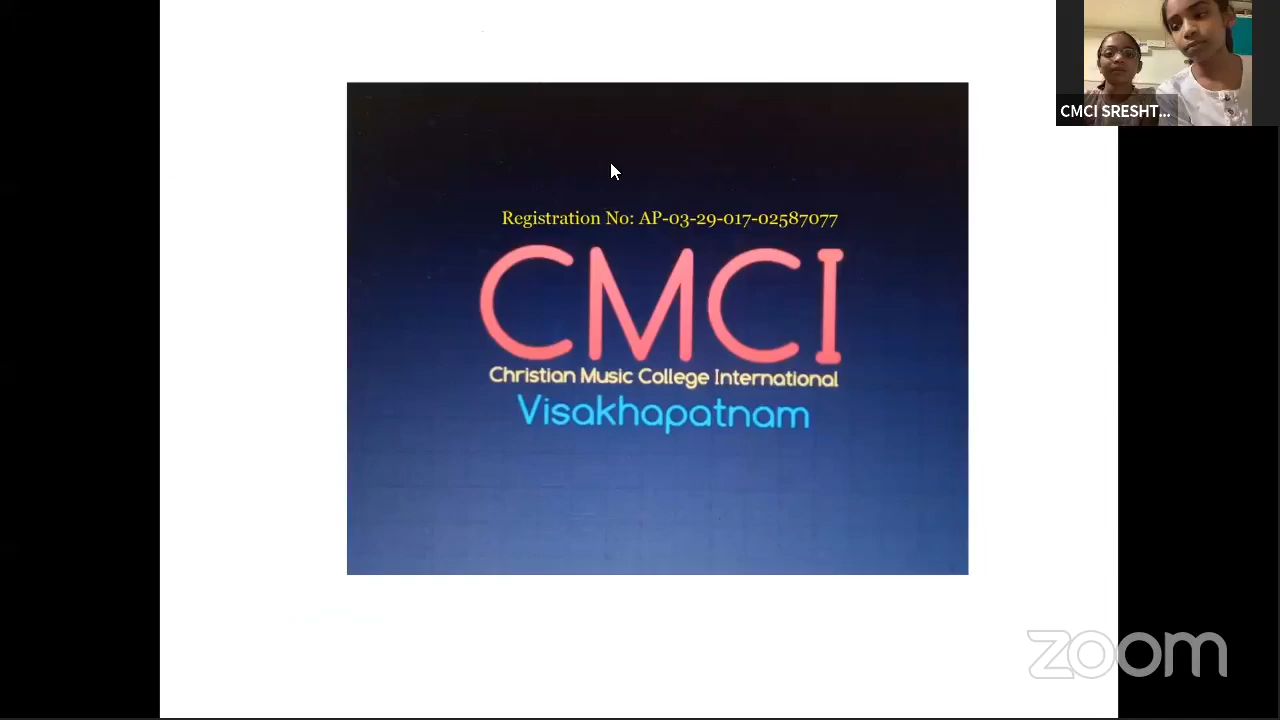 CMCI SRESHT...
Registration No: AP-03-29-017-02587077
CMCI
Christian Music College International
Visakhapatnam
zoom